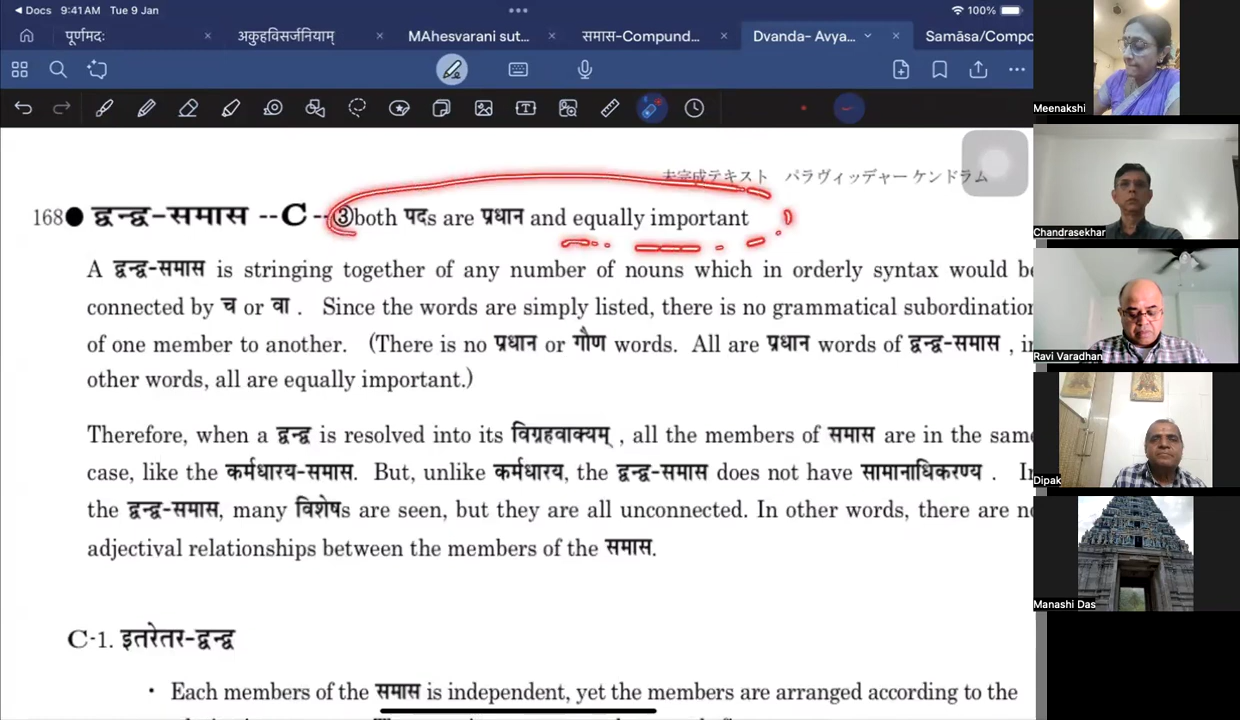 Docs 9:41 AM Tue 9 Jan 100%
पूर्णमदः × अकुहविसर्जनियाम् × MAhesvarani sut... × समास-Compund... × Dvanda- Avya... × Samāsa/Compo
未完成テキスト パラヴィッデャー ケンドラム
168● द्वन्द्व-समास --C --③both पदs are प्रधान and equally important
A द्वन्द्व-समास is stringing together of any number of nouns which in orderly syntax would be
connected by च or वा . Since the words are simply listed, there is no grammatical subordination
of one member to another. (There is no प्रधान or गौण words. All are प्रधान words of द्वन्द्व-समास , in
other words, all are equally important.)
Therefore, when a द्वन्द्व is resolved into its विग्रहवाक्यम् , all the members of समास are in the same
case, like the कर्मधारय-समास. But, unlike कर्मधारय, the द्वन्द्व-समास does not have सामानाधिकरण्य . In
the द्वन्द्व-समास, many विशेषs are seen, but they are all unconnected. In other words, there are no
adjectival relationships between the members of the समास.
C-1. इतरेतर-द्वन्द्व
• Each members of the समास is independent, yet the members are arranged according to the
Meenakshi
Chandrasekhar
Ravi Varadhan
Dipak
Manashi Das